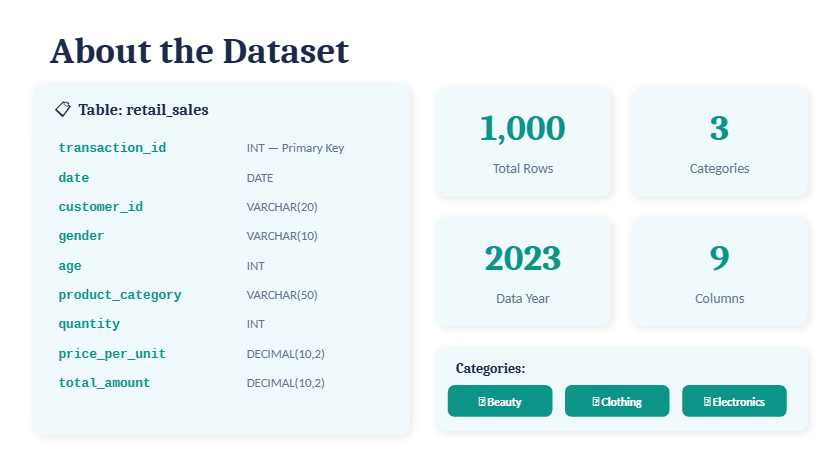 About the Dataset
Table: retail_sales
transaction_id INT — Primary Key
date DATE
customer_id VARCHAR(20)
gender VARCHAR(10)
age INT
product_category VARCHAR(50)
quantity INT
price_per_unit DECIMAL(10,2)
total_amount DECIMAL(10,2)
1,000
Total Rows
3
Categories
2023
Data Year
9
Columns
Categories:
Beauty
Clothing
Electronics